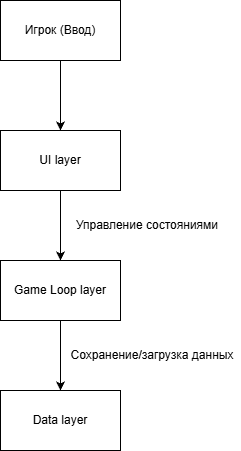 Игрок (Ввод)
UI layer
Управление состояниями
Game Loop layer
Сохранение/загрузка данных
Data layer